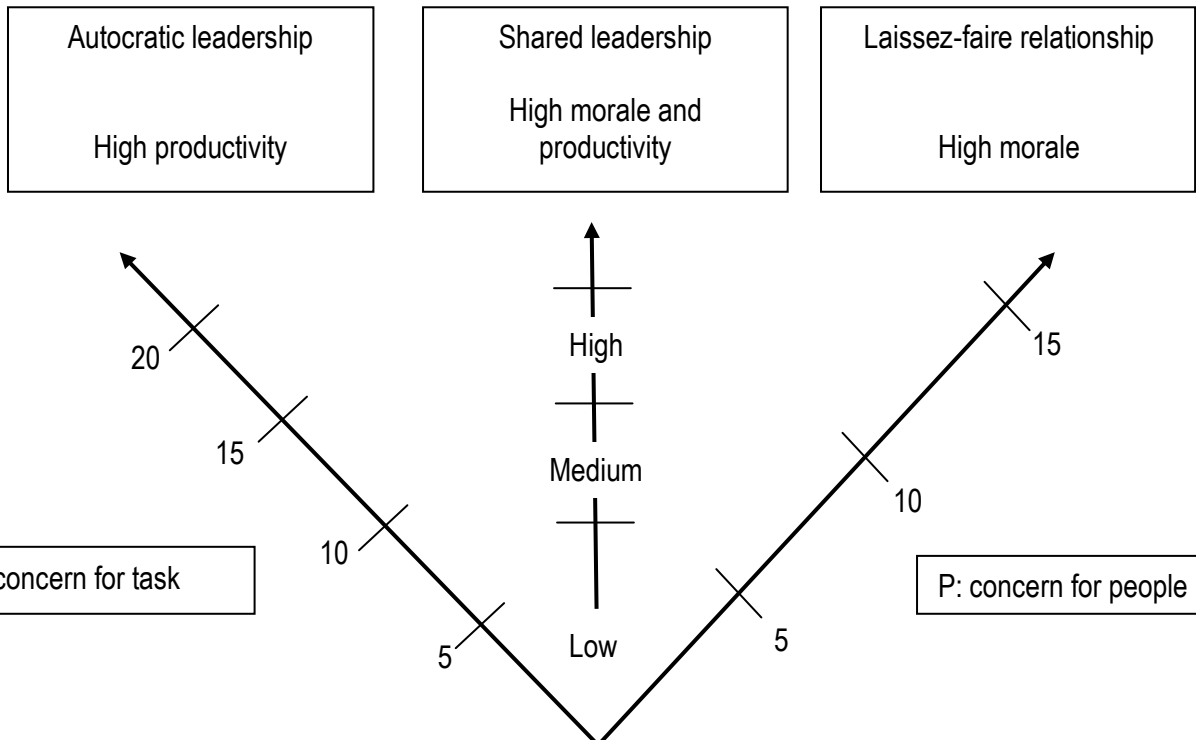 Autocratic leadership
High productivity
Shared leadership
High morale and
productivity
Laissez-faire relationship
High morale
20
15
10
5
High
Medium
Low
15
10
5
concern for task
P: concern for people